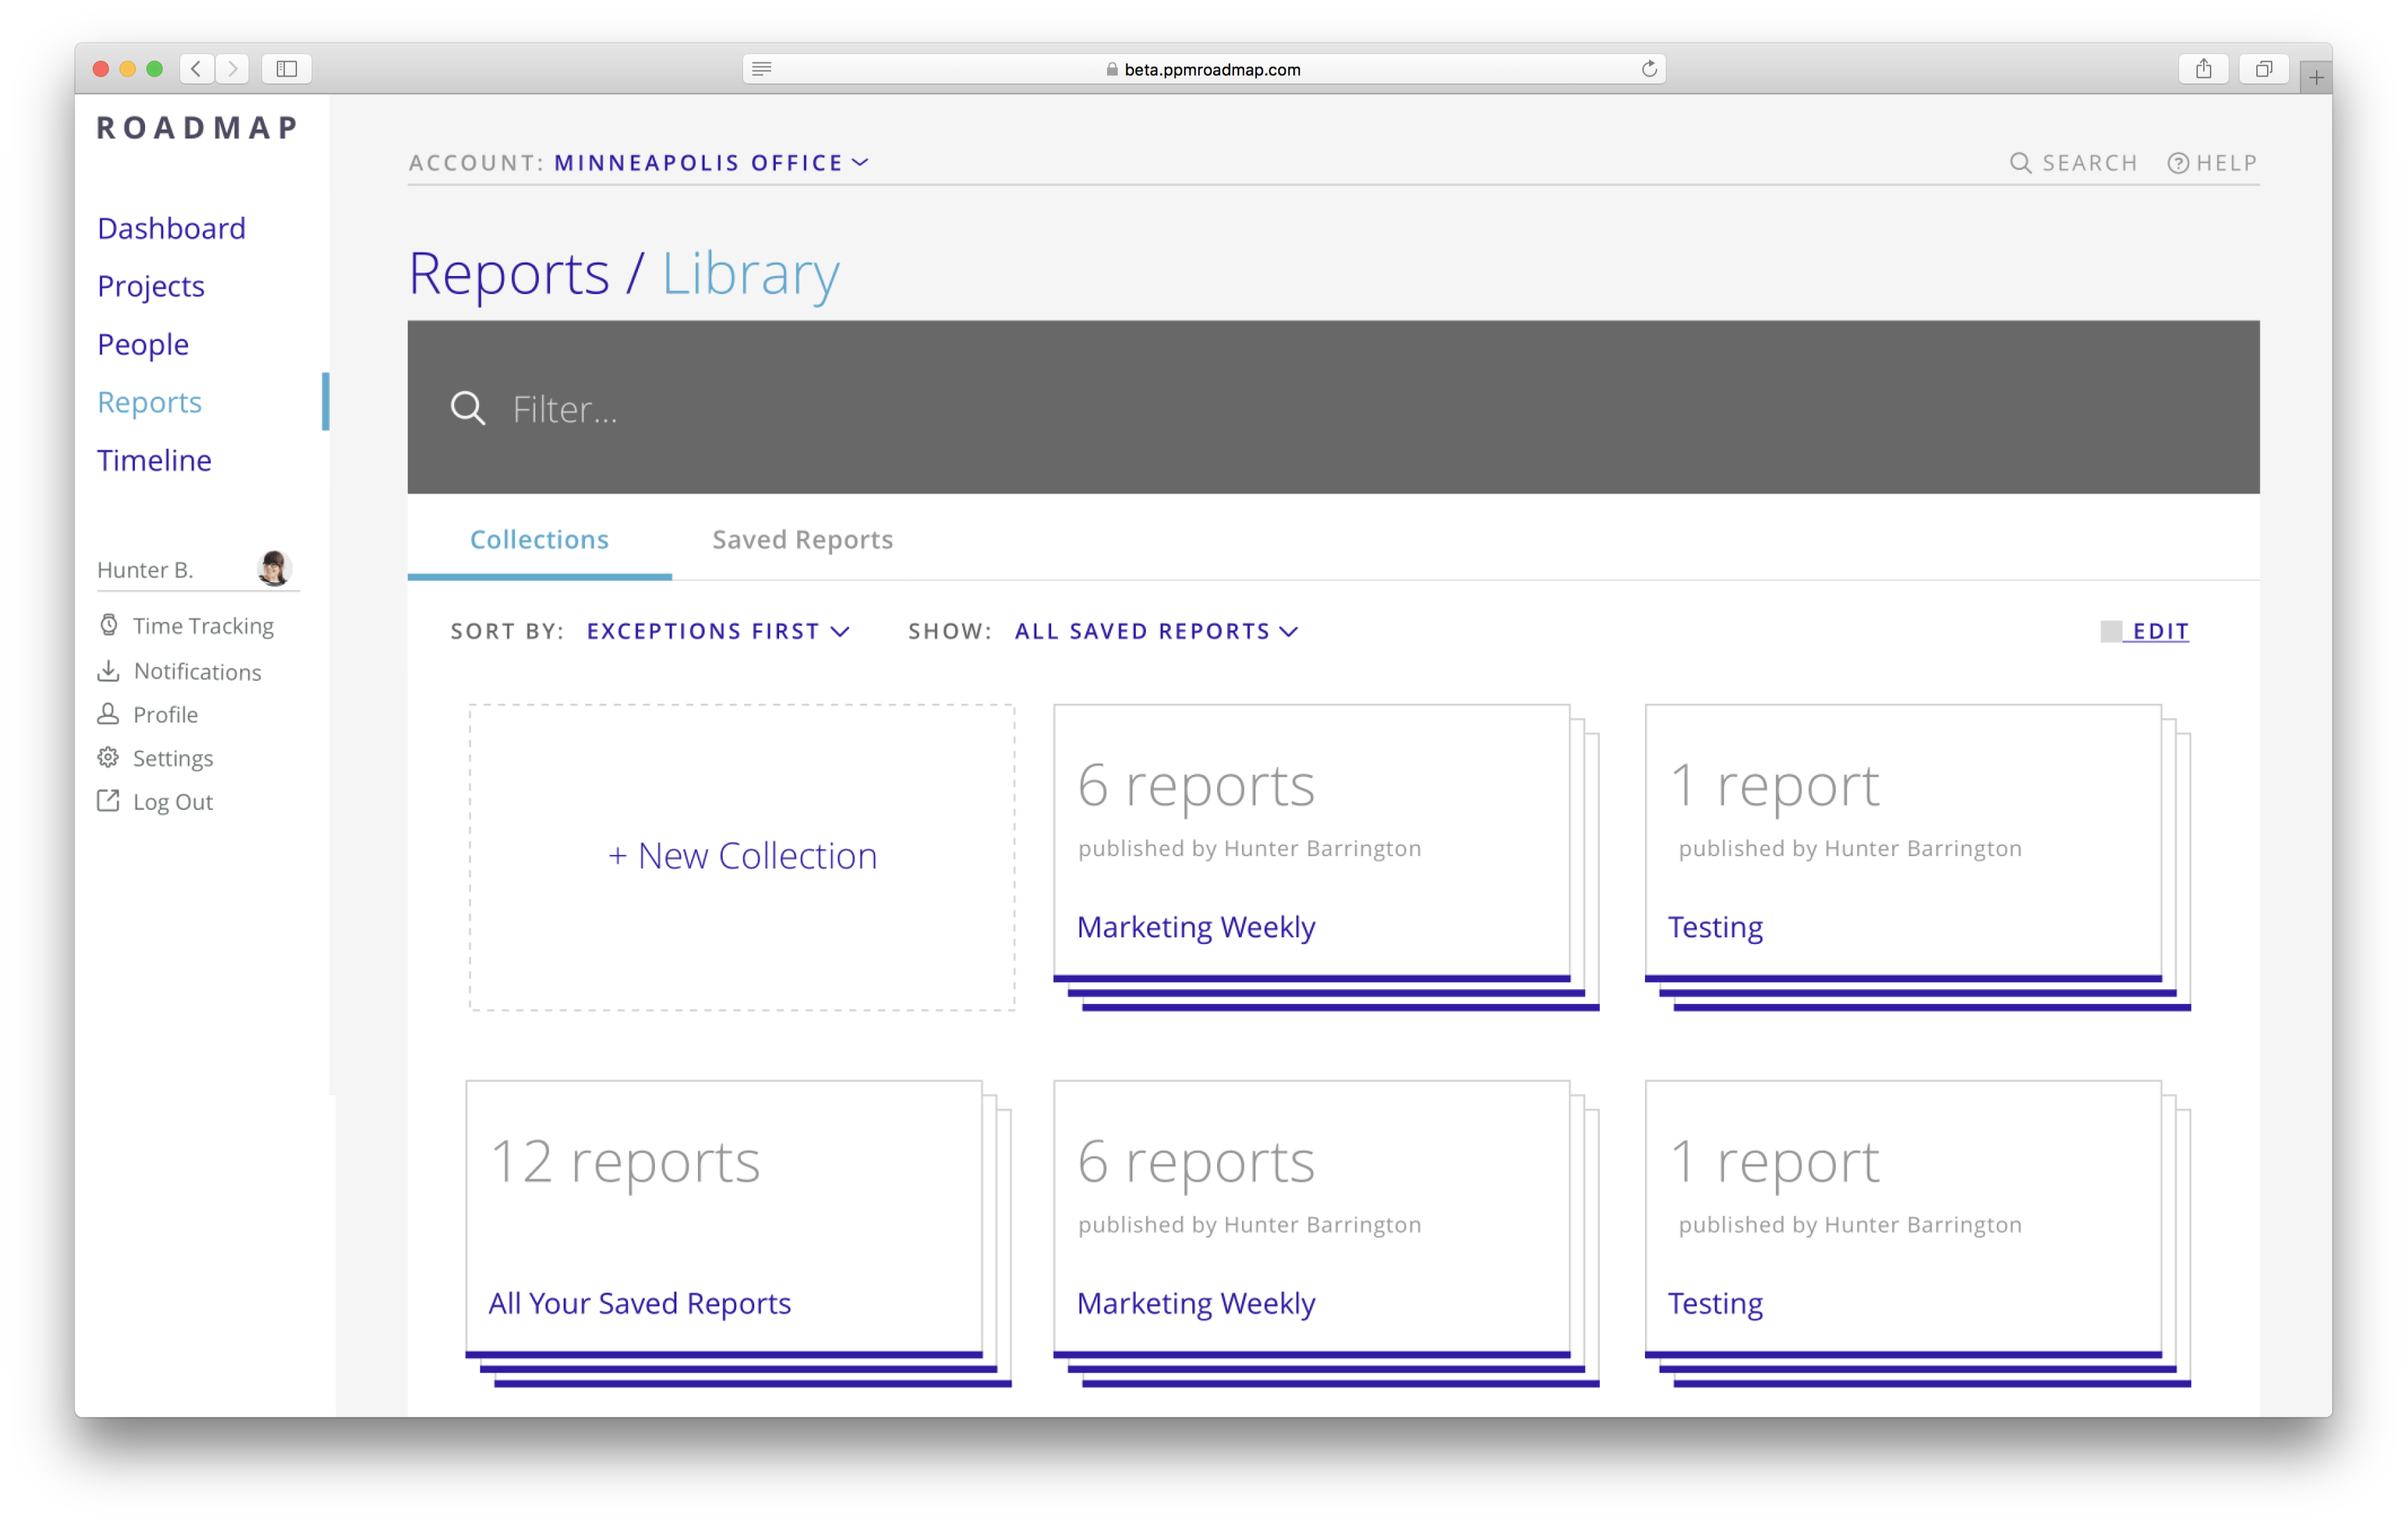 beta.ppmroadmap.com
ROADMAP
Dashboard
Projects
People
Reports
Timeline
Hunter B.
Time Tracking
Notifications
Profile
Settings
Log Out
ACCOUNT: MINNEAPOLIS OFFICE
SEARCH
HELP
Reports / Library
Filter...
Collections
Saved Reports
SORT BY: EXCEPTIONS FIRST
SHOW: ALL SAVED REPORTS
EDIT
+ New Collection
6 reports
published by Hunter Barrington
Marketing Weekly
1 report
published by Hunter Barrington
Testing
12 reports
All Your Saved Reports
6 reports
published by Hunter Barrington
Marketing Weekly
1 report
published by Hunter Barrington
Testing